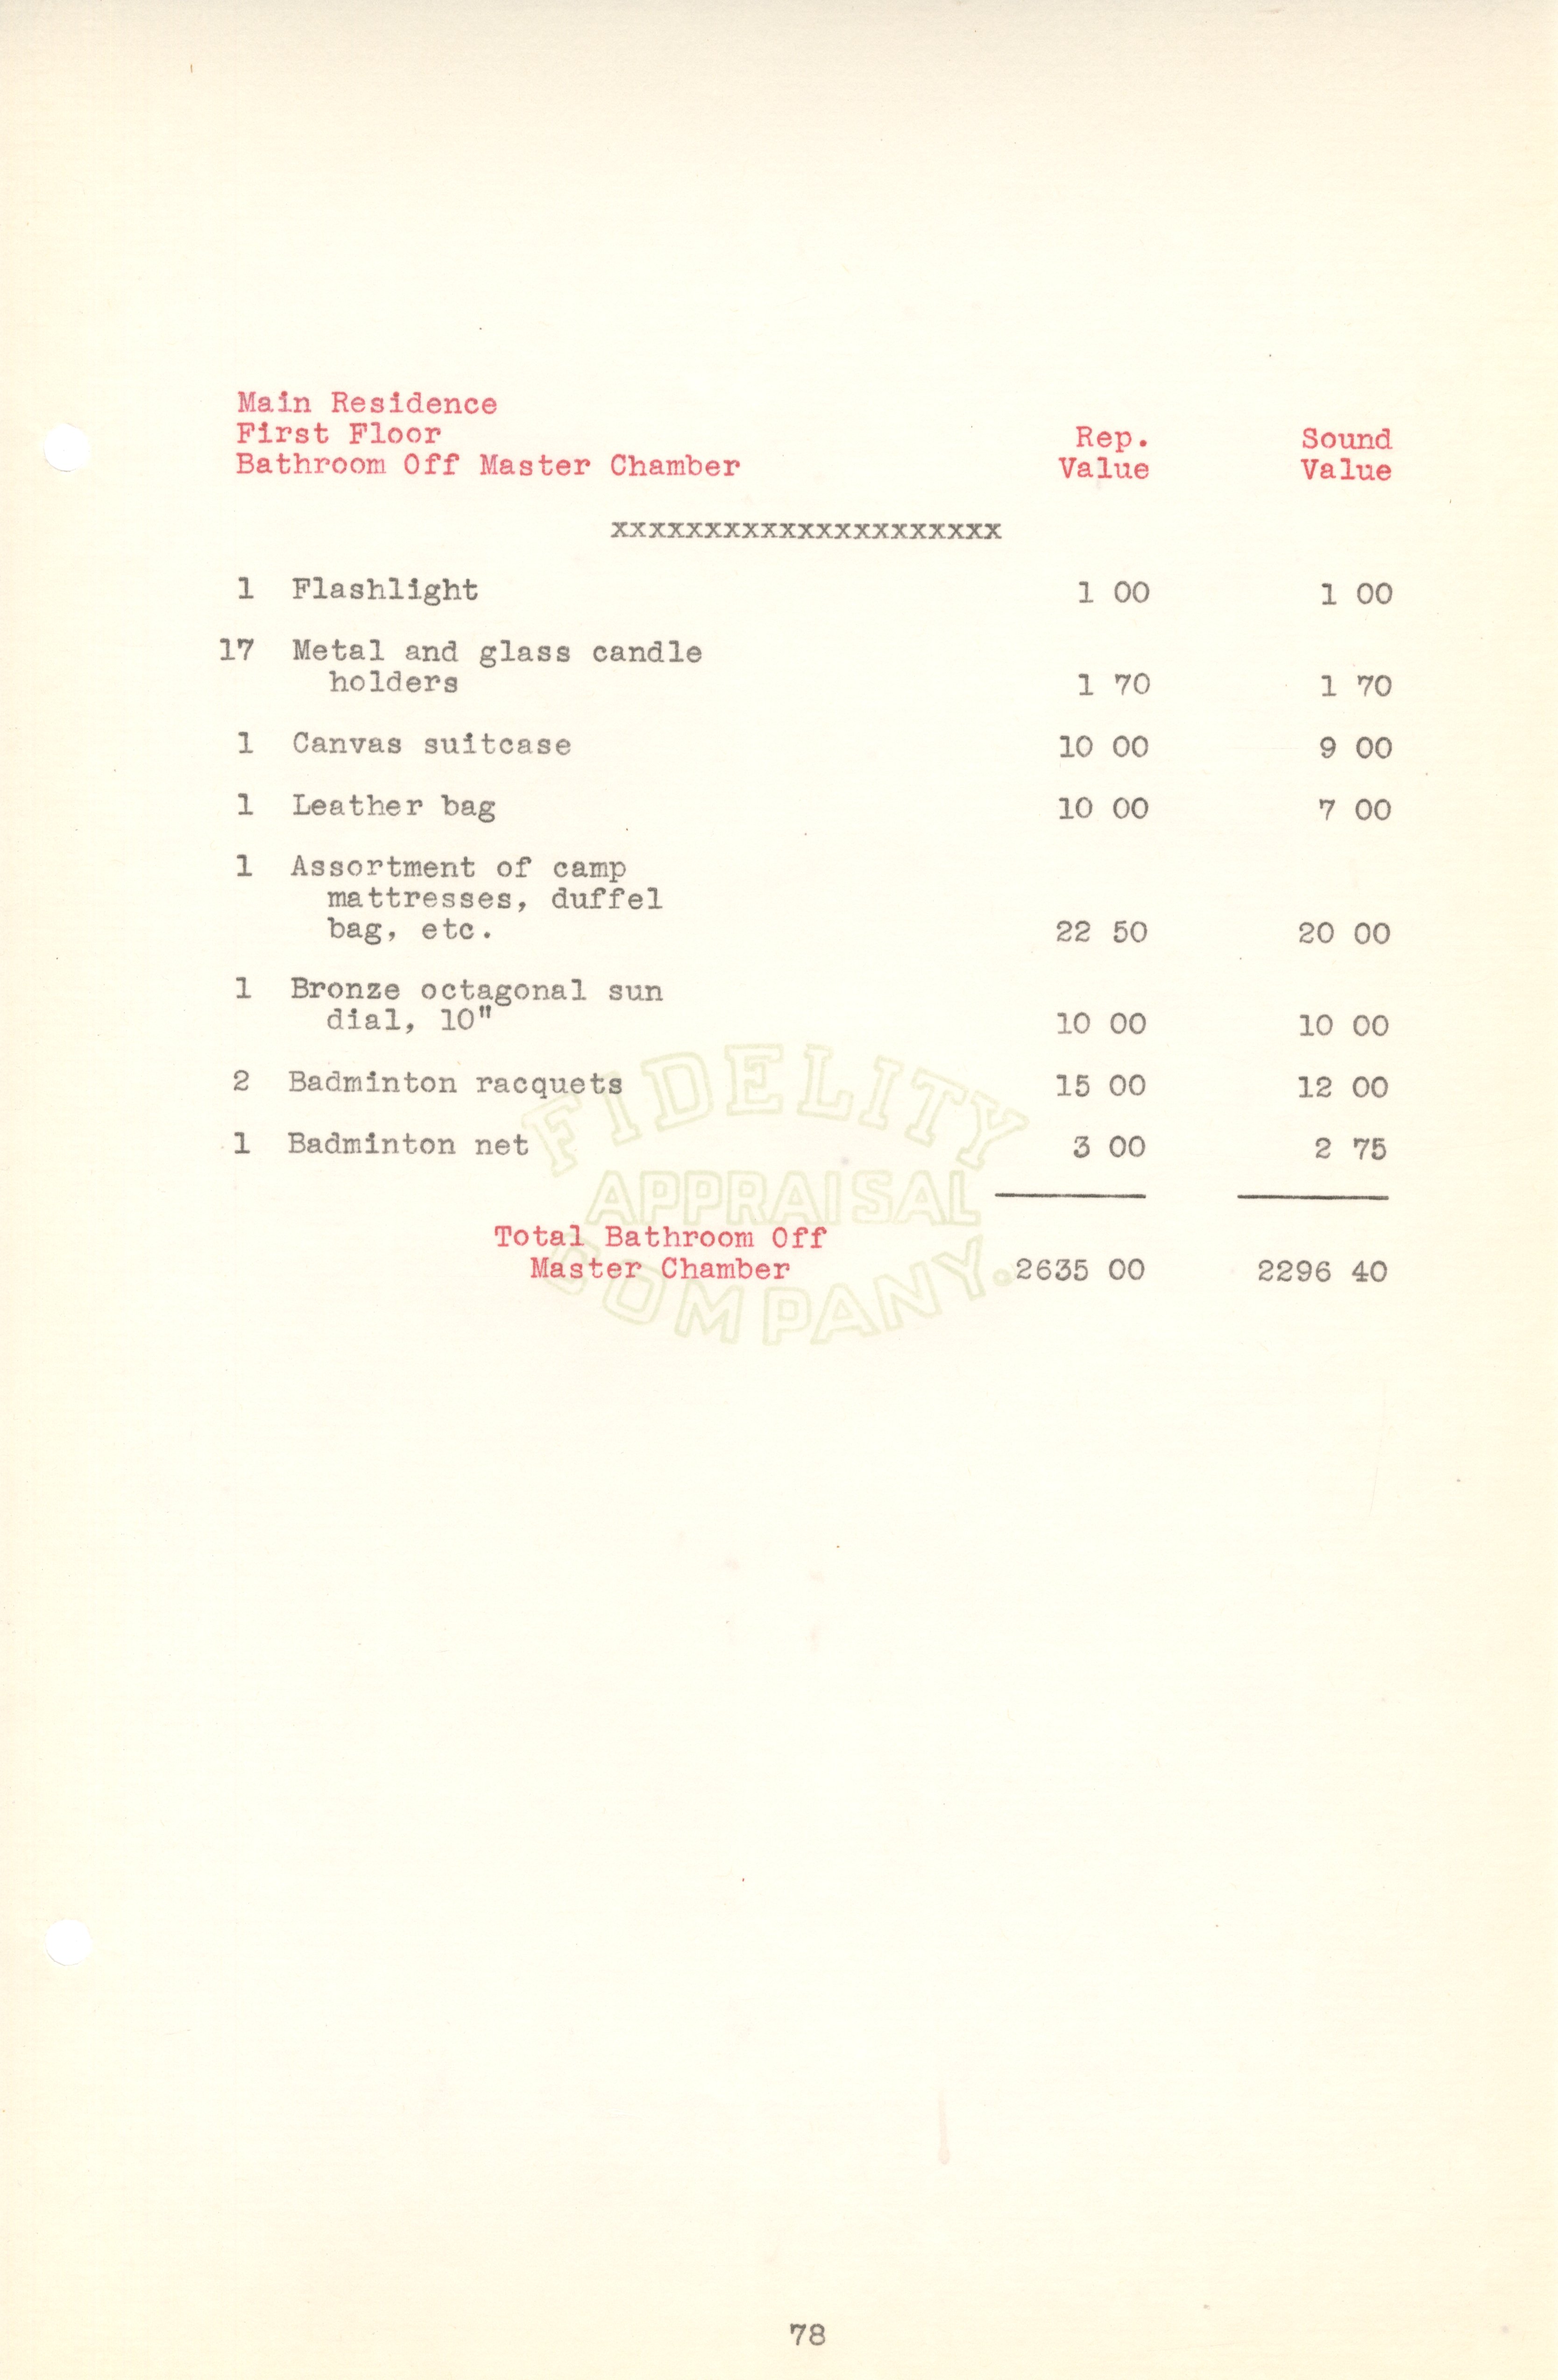 Main Residence
First Floor
Bathroom Off Master Chamber
Rep. Value
Sound Value
xxxxxxxxxxxxxxxxxxxxx
1 Flashlight 1 00 1 00
17 Metal and glass candle
holders 1 70 1 70
1 Canvas suitcase 10 00 9 00
1 Leather bag 10 00 7 00
1 Assortment of camp
mattresses, duffel
bag, etc. 22 50 20 00
1 Bronze octagonal sun
dial, 10" 10 00 10 00
2 Badminton racquets 15 00 12 00
1 Badminton net 3 00 2 75
Total Bathroom Off
Master Chamber 2635 00 2296 40
FIDELITY
APPRAISAL
COMPANY.
78